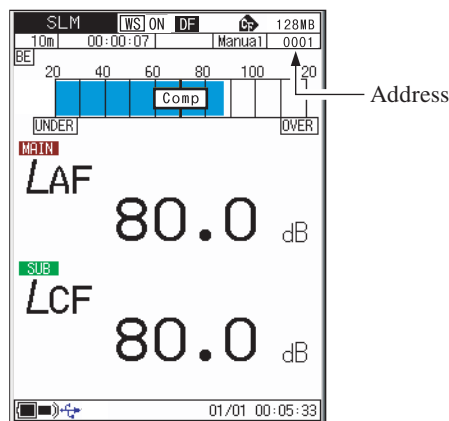 SLM WS ON DF CF 128MB
10m 00:00:07 Manual 0001
BE
20 40 60 80 100 120
Address
Comp
UNDER OVER
MAIN
LAF
80.0 dB
SUB
LCF
80.0 dB
01/01 00:05:33